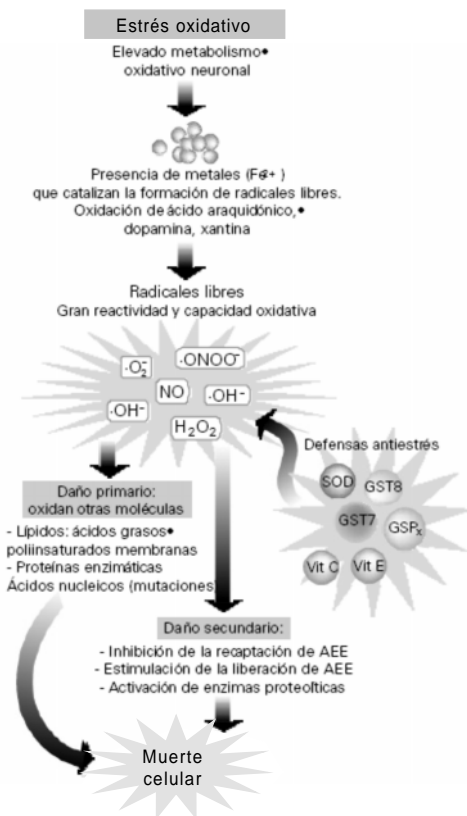 Estrés oxidativo
Elevado metabolismo•
oxidativo neuronal
Presencia de metales (Fe+ )
que catalizan la formación de radicales libres.
Oxidación de ácido araquidónico,•
dopamina, xantina
Radicales libres
Gran reactividad y capacidad oxidativa
·O₂⁻
·ONOO⁻
NO
·OH⁻
·OH⁻
H₂O₂
Defensas antiestrés
SOD
GST8
GST7
GSPₓ
Vit C
Vit E
Daño primario:
oxidan otras moléculas
- Lípidos: ácidos grasos•
poliinsaturados membranas
- Proteínas enzimáticas
Ácidos nucleicos (mutaciones
Daño secundario:
- Inhibición de la recaptación de AEE
- Estimulación de la liberación de AEE
- Activación de enzimas proteolíticas
Muerte
celular